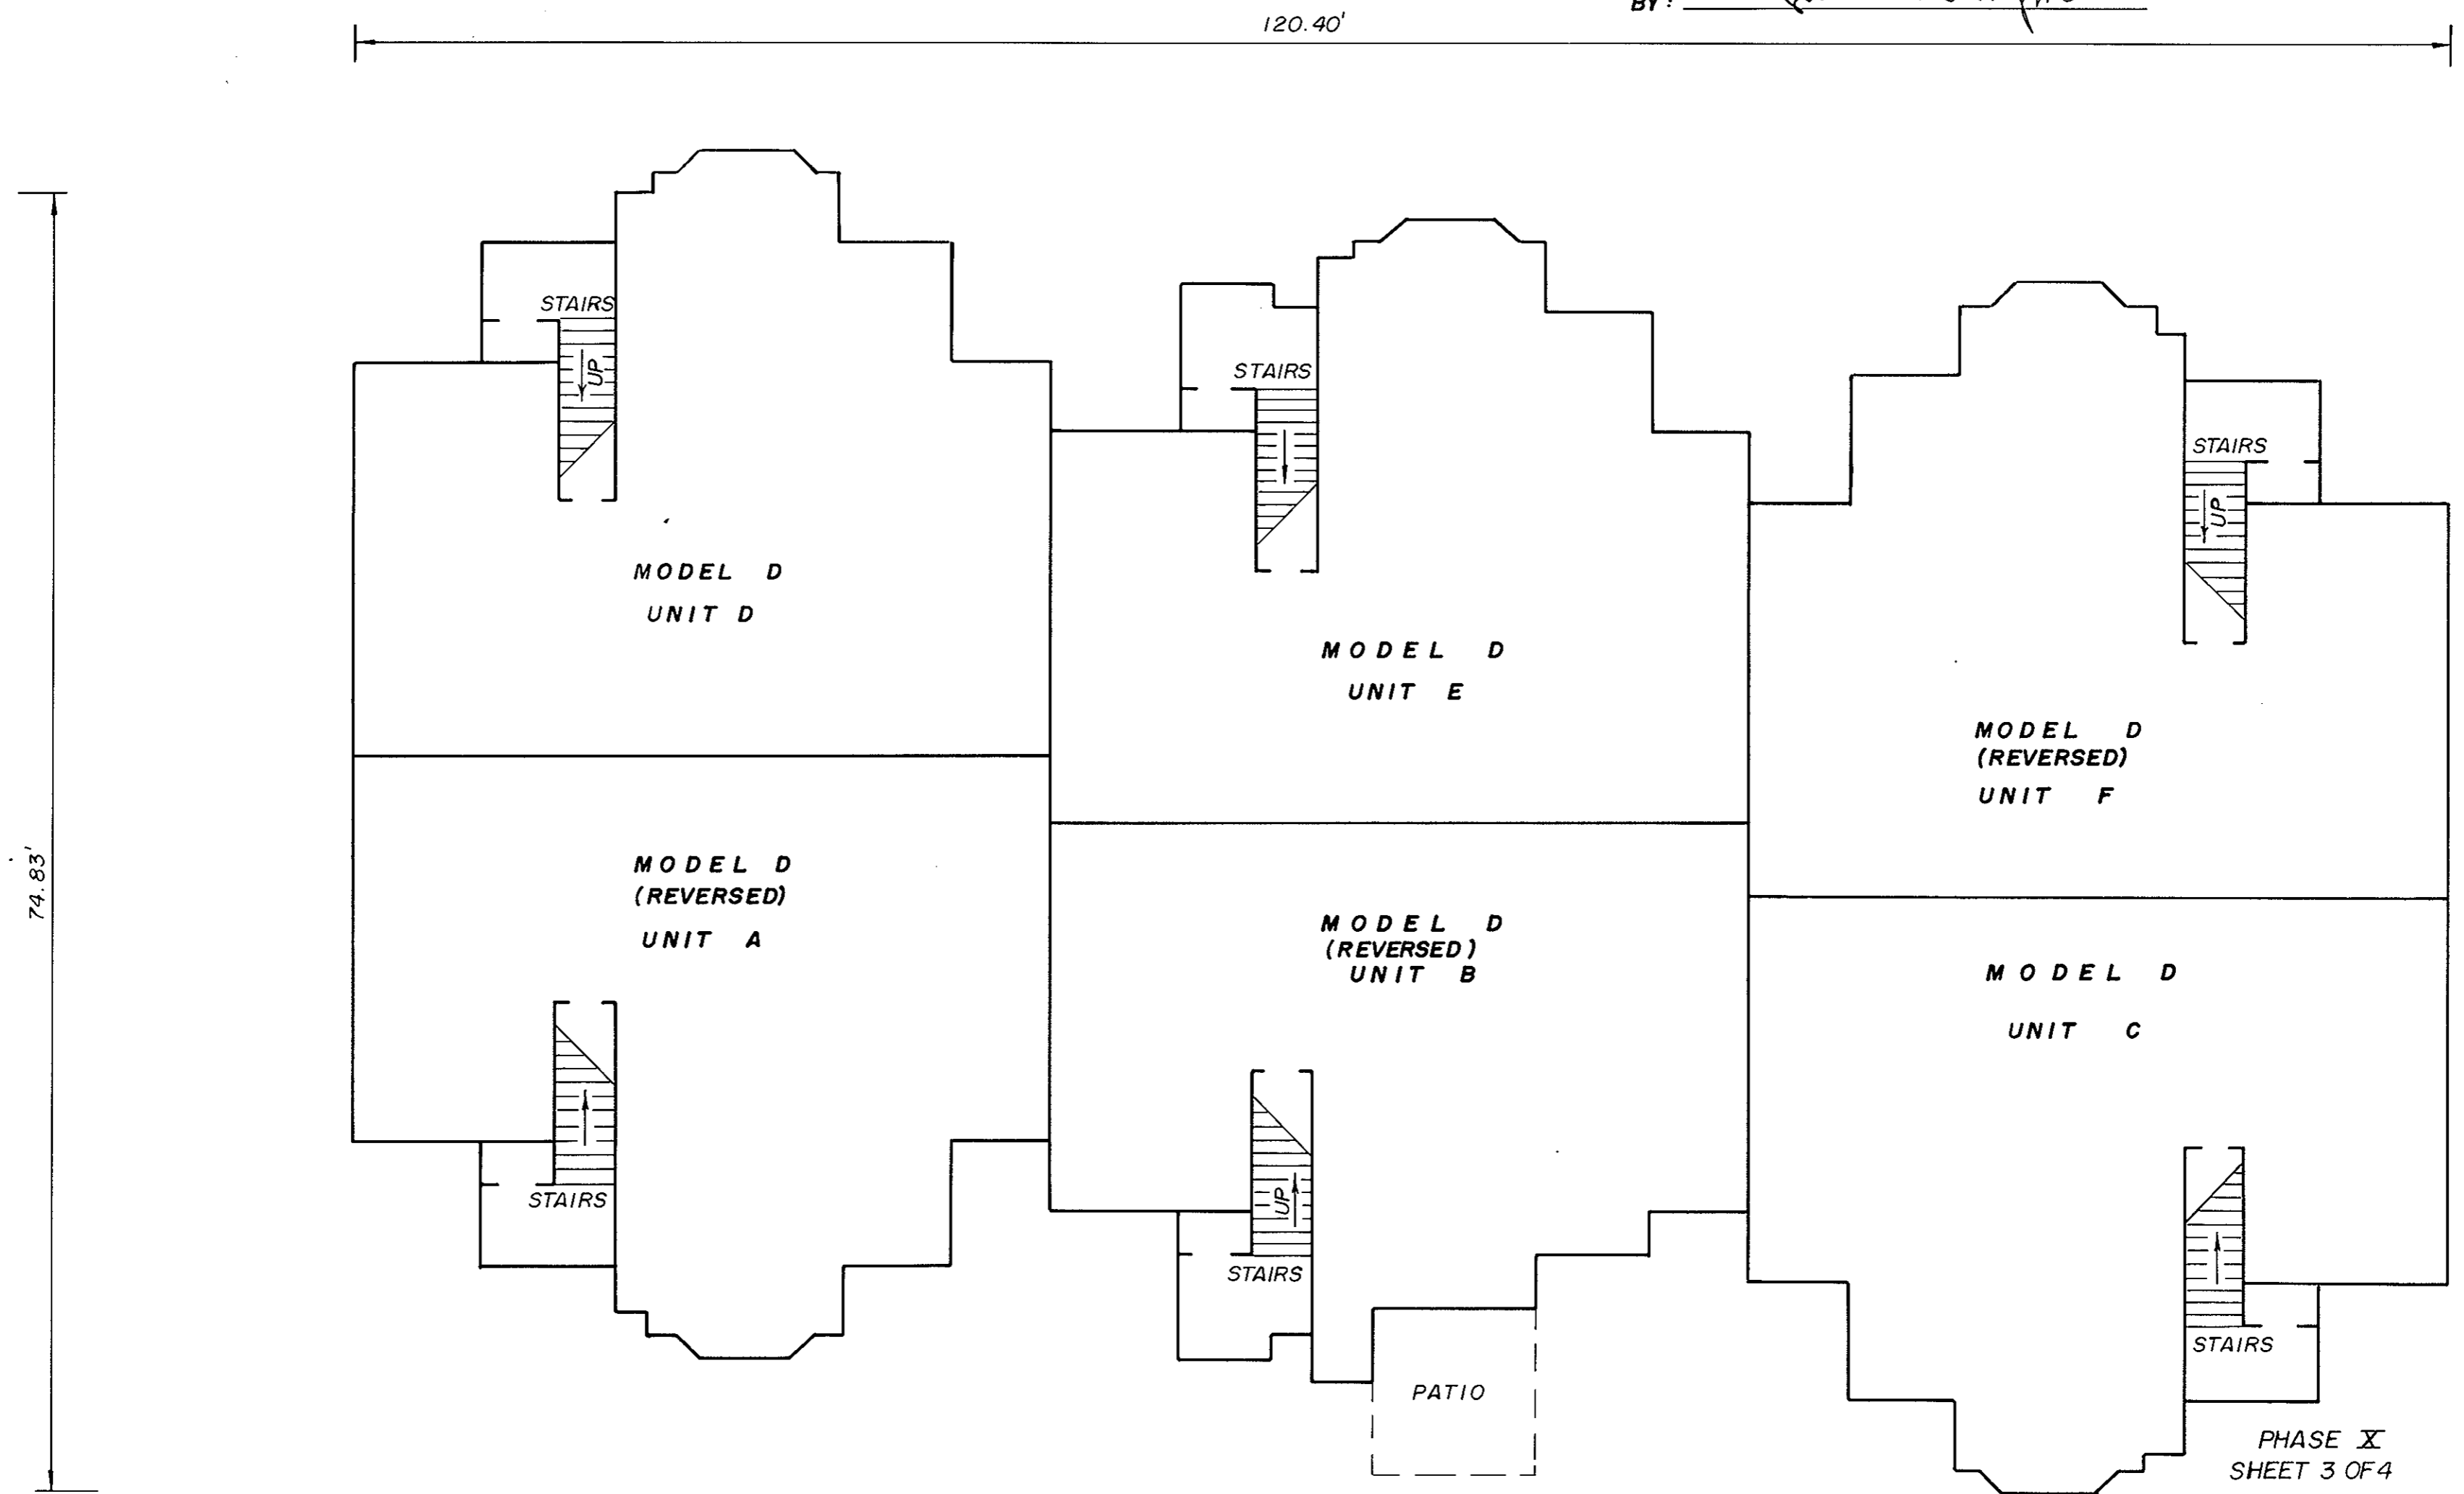 BY:
120.40'
STAIRS
UP
MODEL D
UNIT D
STAIRS
MODEL D
UNIT E
STAIRS
UP
MODEL D
(REVERSED)
UNIT F
74.83'
MODEL D
(REVERSED)
UNIT A
STAIRS
MODEL D
(REVERSED)
UNIT B
UP
STAIRS
PATIO
MODEL D
UNIT C
STAIRS
PHASE X
SHEET 3 OF 4